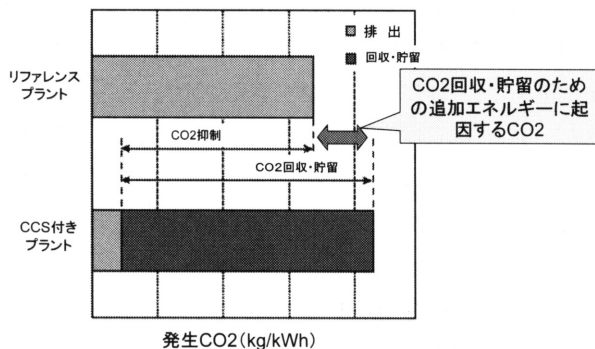 排 出
回収・貯留
リファレンス
プラント
CO2回収・貯留のため
の追加エネルギーに起
因するCO2
CO2抑制
CO2回収・貯留
CCS付き
プラント
発生CO2(kg/kWh)